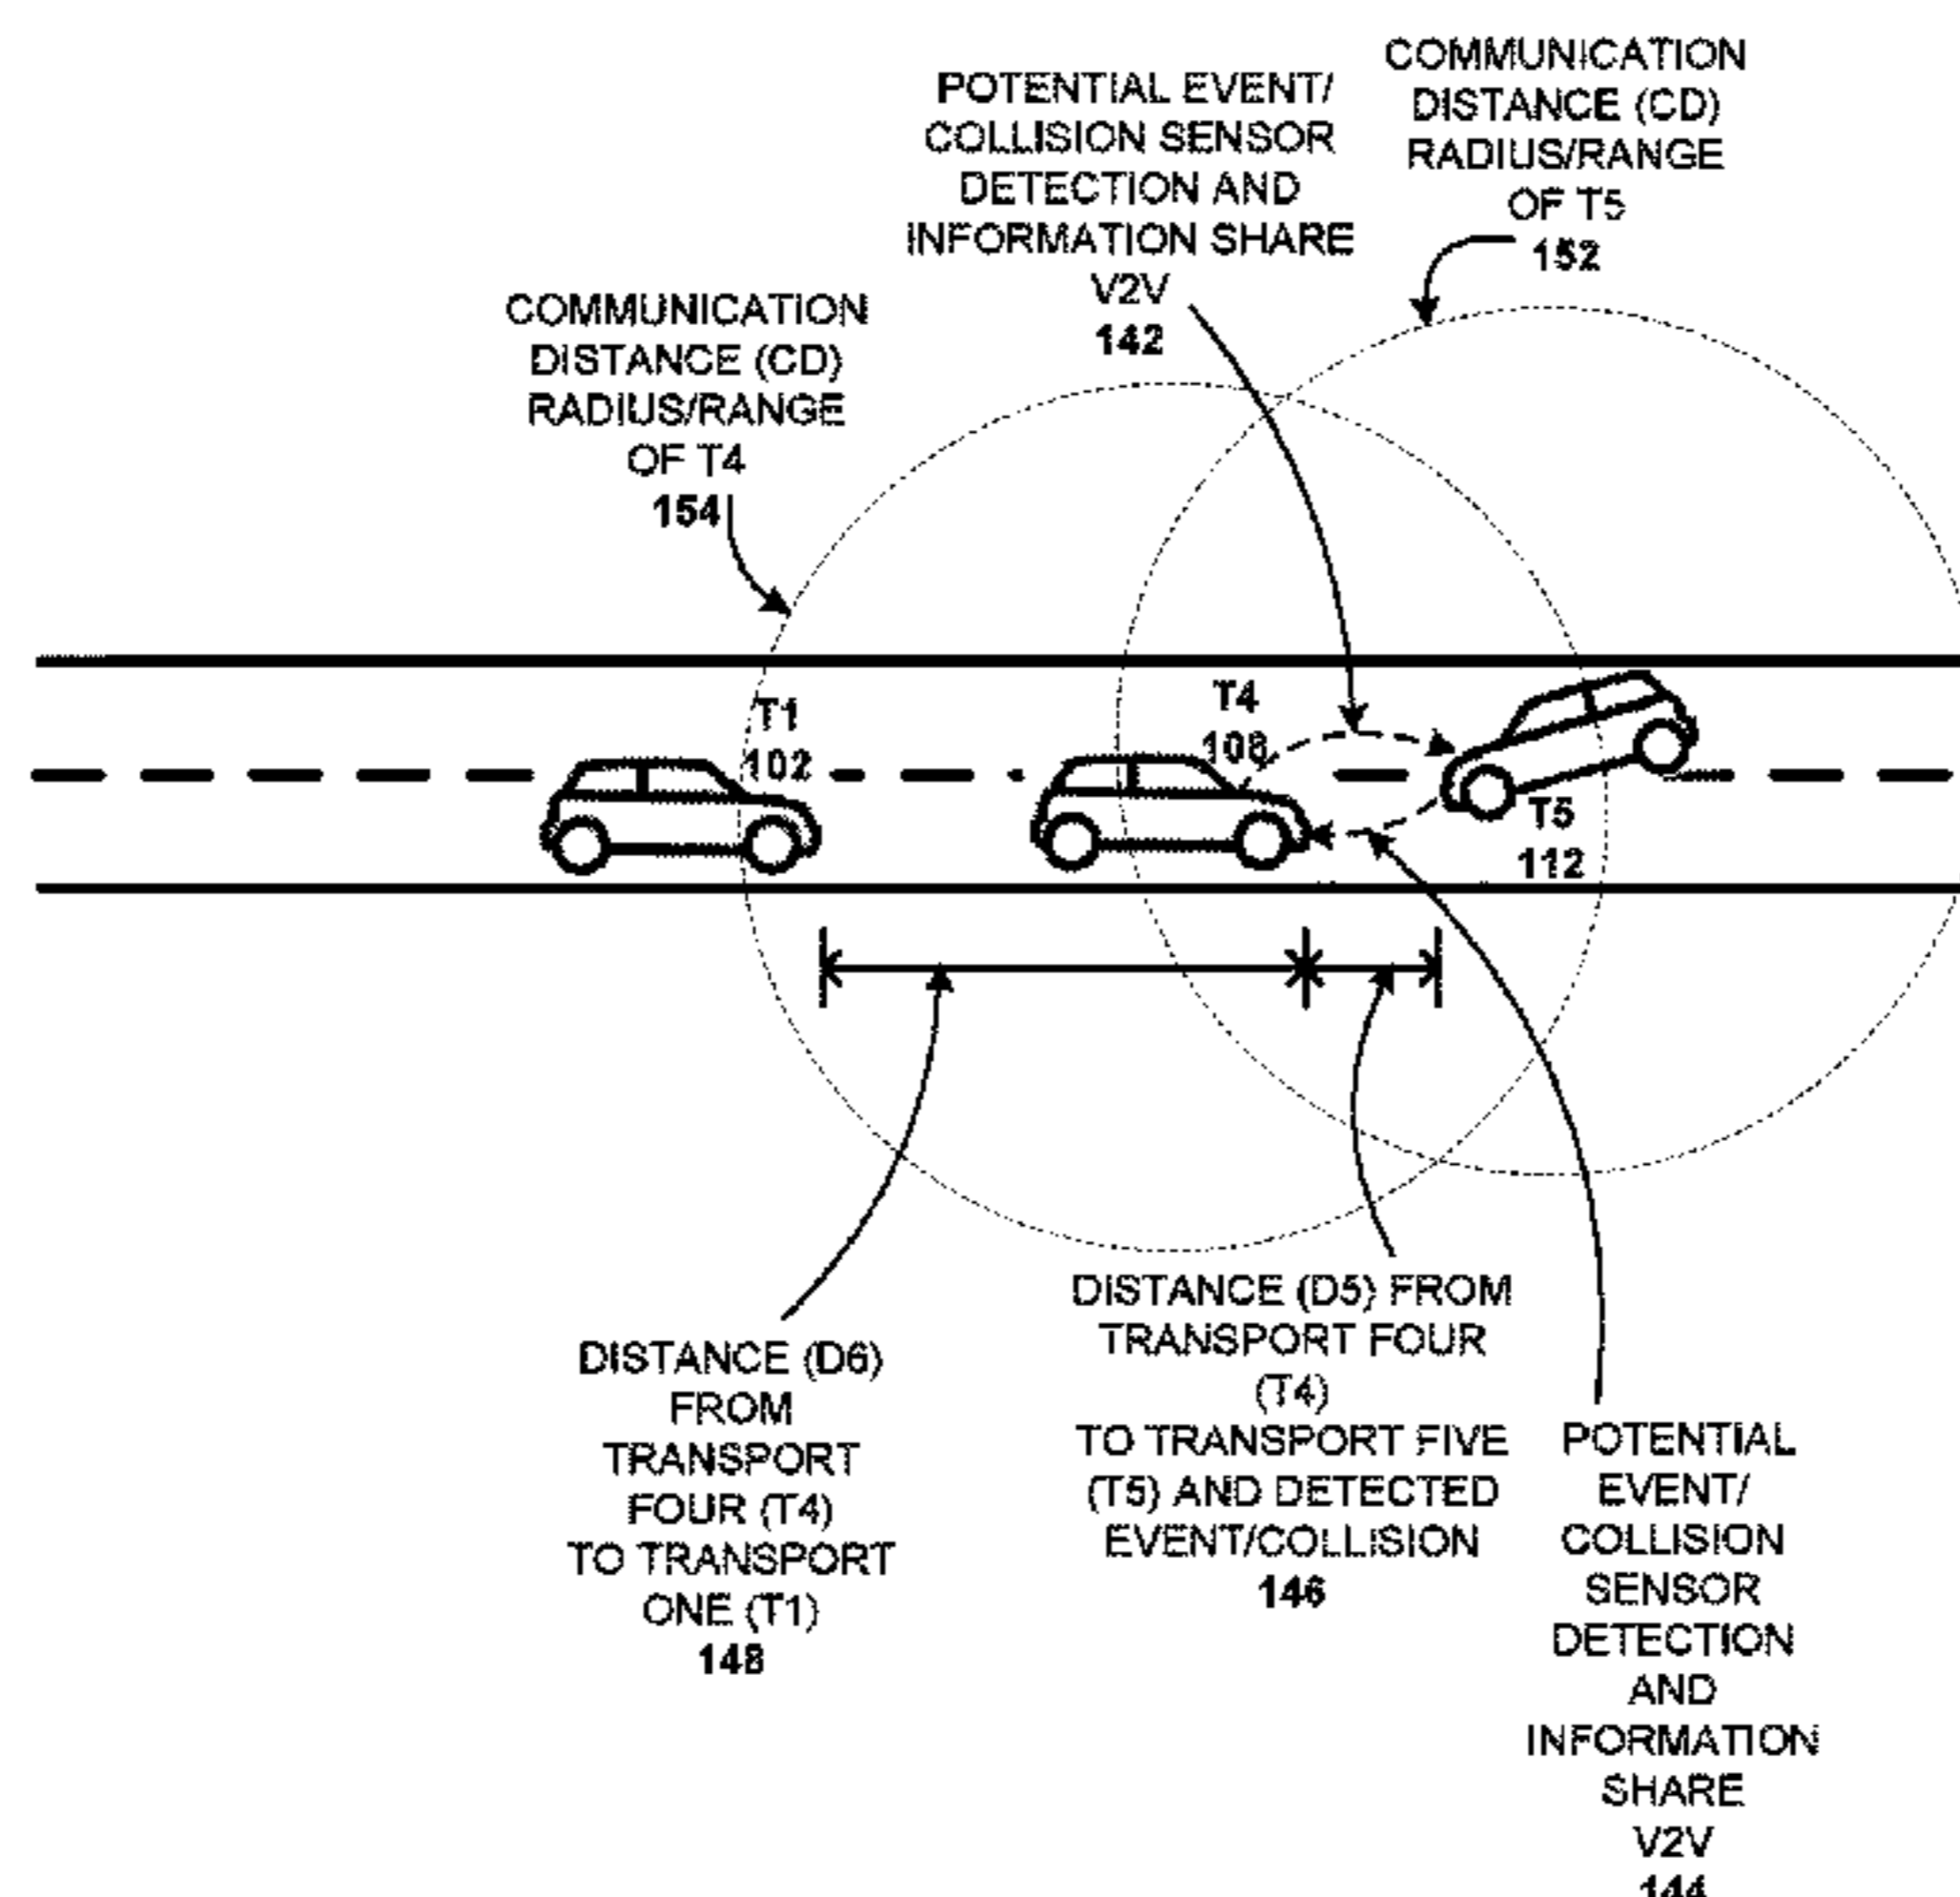 COMMUNICATION
DISTANCE (CD)
RADIUS/RANGE
OF T5
152
POTENTIAL EVENT/
COLLISION SENSOR
DETECTION AND
INFORMATION SHARE
V2V
142
COMMUNICATION
DISTANCE (CD)
RADIUS/RANGE
OF T4
154
T1
102
T4
108
T5
112
DISTANCE (D6)
FROM
TRANSPORT
FOUR (T4)
TO TRANSPORT
ONE (T1)
148
DISTANCE (D5) FROM
TRANSPORT FOUR
(T4)
TO TRANSPORT FIVE
(T5) AND DETECTED
EVENT/COLLISION
146
POTENTIAL
EVENT/
COLLISION
SENSOR
DETECTION
AND
INFORMATION
SHARE
V2V
144